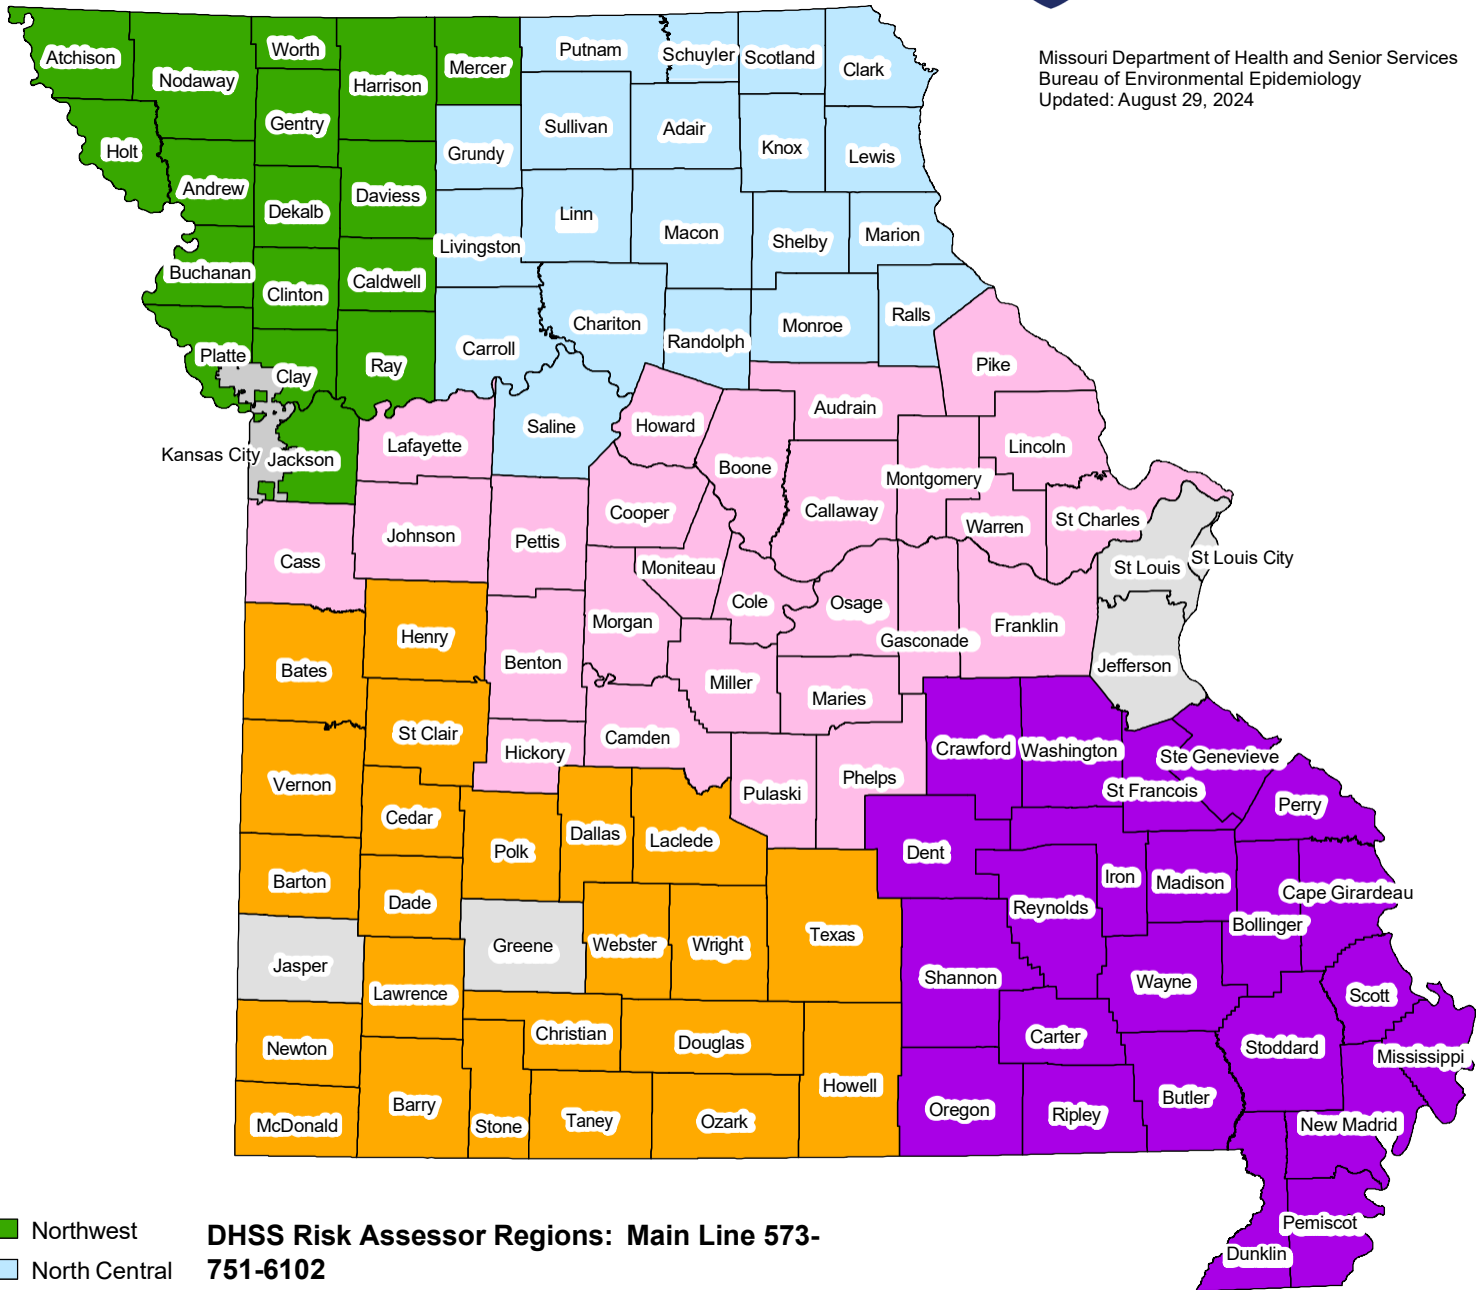 Missouri Department of Health and Senior Services
Bureau of Environmental Epidemiology
Updated: August 29, 2024
Atchison
Nodaway
Worth
Harrison
Mercer
Putnam
Schuyler
Scotland
Clark
Holt
Gentry
Grundy
Sullivan
Adair
Knox
Lewis
Andrew
Dekalb
Daviess
Livingston
Linn
Macon
Shelby
Marion
Buchanan
Clinton
Caldwell
Carroll
Chariton
Randolph
Monroe
Ralls
Platte
Clay
Ray
Pike
Kansas City
Jackson
Lafayette
Saline
Howard
Boone
Audrain
Lincoln
Montgomery
Cass
Johnson
Pettis
Cooper
Moniteau
Callaway
Warren
St Charles
St Louis
St Louis City
Bates
Henry
Benton
Morgan
Cole
Osage
Gasconade
Franklin
Jefferson
Miller
Maries
St Clair
Hickory
Camden
Vernon
Cedar
Polk
Dallas
Laclede
Pulaski
Phelps
Crawford
Washington
Ste Genevieve
St Francois
Perry
Barton
Dade
Dent
Iron
Madison
Reynolds
Bollinger
Cape Girardeau
Jasper
Greene
Webster
Wright
Texas
Shannon
Wayne
Scott
Lawrence
Newton
Christian
Douglas
Howell
Carter
Stoddard
Mississippi
McDonald
Barry
Stone
Taney
Ozark
Oregon
Ripley
Butler
New Madrid
Pemiscot
Dunklin
Northwest
North Central
DHSS Risk Assessor Regions: Main Line 573-
751-6102